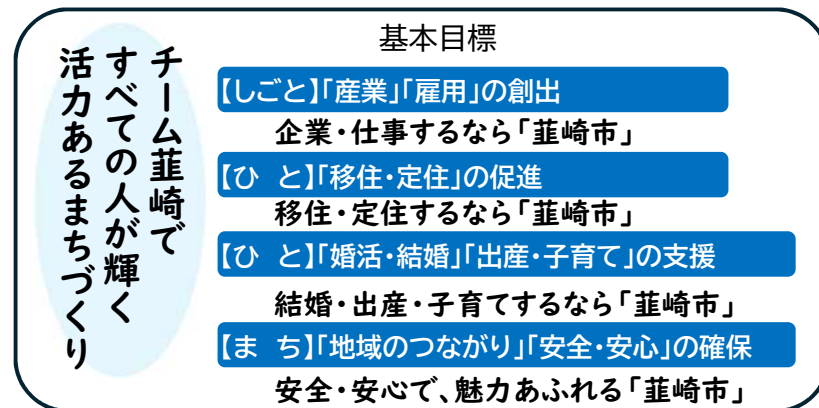 チーム韮崎で
すべての人が輝く
活力あるまちづくり
基本目標
【しごと】「産業」「雇用」の創出
企業・仕事するなら「韮崎市」
【ひ　と】「移住・定住」の促進
移住・定住するなら「韮崎市」
【ひ　と】「婚活・結婚」「出産・子育て」の支援
結婚・出産・子育てするなら「韮崎市」
【ま　ち】「地域のつながり」「安全・安心」の確保
安全・安心で、魅力あふれる「韮崎市」